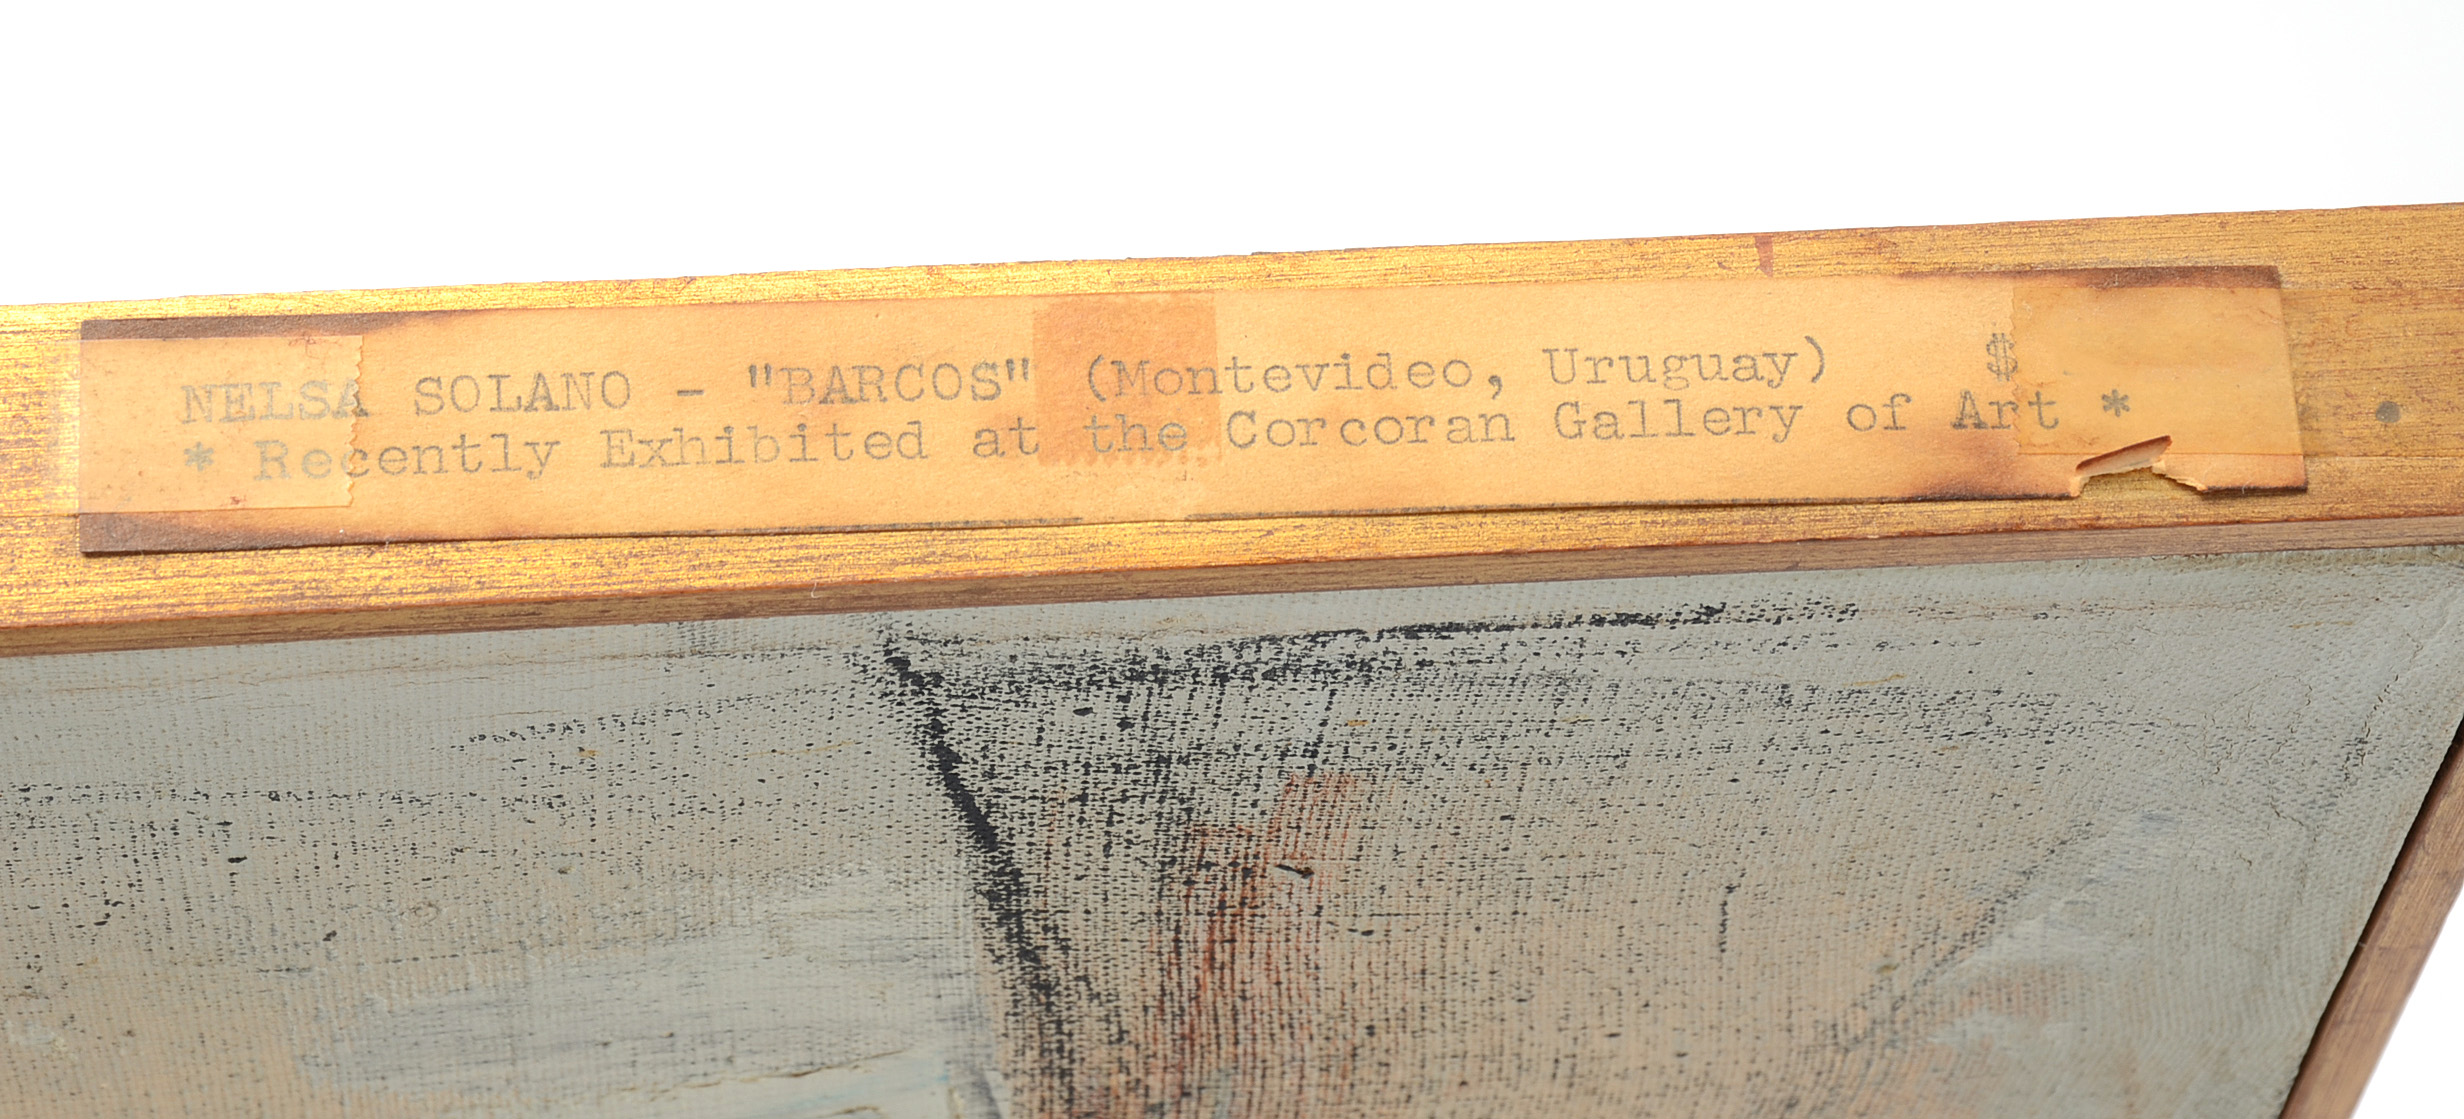 NELSA SOLANO - "BARCOS" (Montevideo, Uruguay) $
* Recently Exhibited at the Corcoran Gallery of Art *